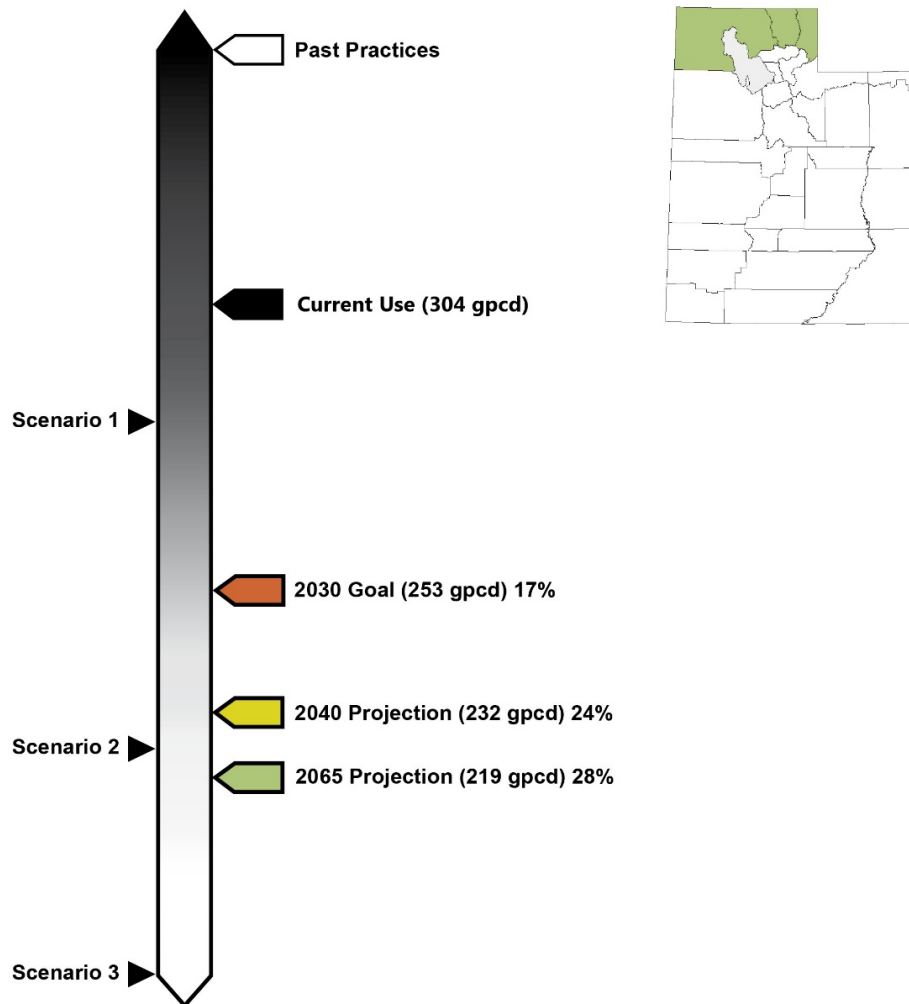 Past Practices
Current Use (304 gpcd)
Scenario 1
2030 Goal (253 gpcd) 17%
2040 Projection (232 gpcd) 24%
Scenario 2
2065 Projection (219 gpcd) 28%
Scenario 3